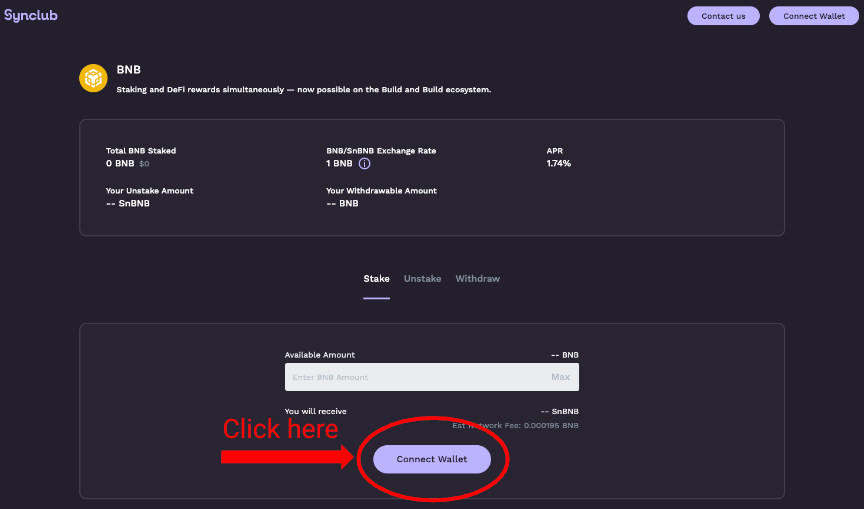 Synclub
Contact us
Connect Wallet
BNB
Staking and DeFi rewards simultaneously — now possible on the Build and Build ecosystem.
Total BNB Staked
BNB/SnBNB Exchange Rate
APR
0 BNB $0
1 BNB
1.74%
Your Unstake Amount
Your Withdrawable Amount
-- SnBNB
-- BNB
Stake
Unstake
Withdraw
Available Amount
-- BNB
Enter BNB Amount
Max
You will receive
-- SnBNB
Est Network Fee: 0.000195 BNB
Click here
Connect Wallet